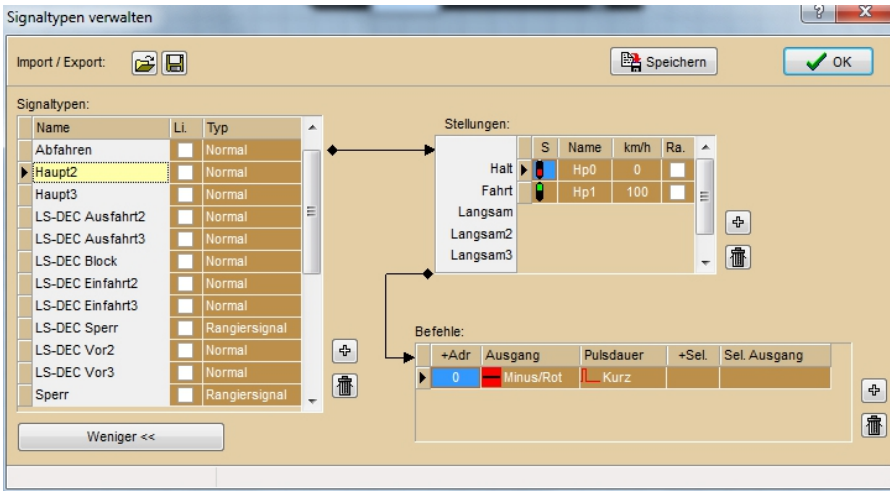 Signaltypen verwalten
?
Import / Export:
Speichern
OK
Signaltypen:
Name Li. Typ
Abfahren Normal
Haupt2 Normal
Haupt3 Normal
LS-DEC Ausfahrt2 Normal
LS-DEC Ausfahrt3 Normal
LS-DEC Block Normal
LS-DEC Einfahrt2 Normal
LS-DEC Einfahrt3 Normal
LS-DEC Sperr Rangiersignal
LS-DEC Vor2 Normal
LS-DEC Vor3 Normal
Sperr Rangiersignal
Weniger <<
Stellungen:
S Name km/h Ra.
Halt Hp0 0
Fahrt Hp1 100
Langsam
Langsam2
Langsam3
Befehle:
+Adr Ausgang Pulsdauer +Sel. Sel. Ausgang
0 Minus/Rot Kurz